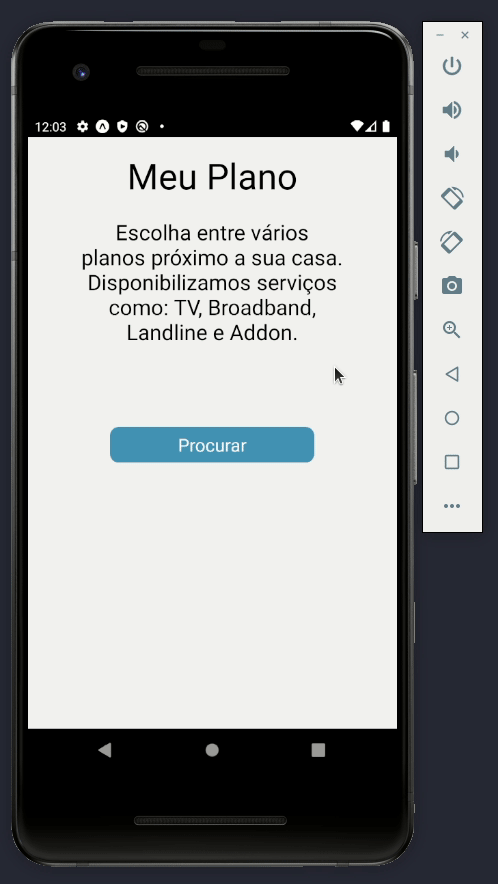 12:03
Meu Plano
Escolha entre vários
planos próximo a sua casa.
Disponibilizamos serviços
como: TV, Broadband,
Landline e Addon.
Procurar